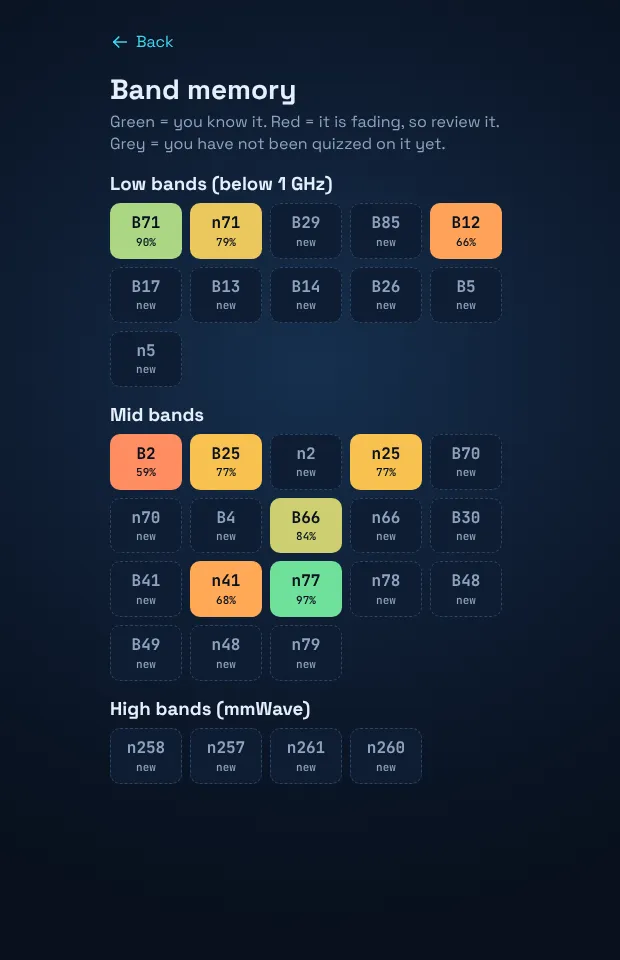 ← Back
Band memory
Green = you know it. Red = it is fading, so review it.
Grey = you have not been quizzed on it yet.
Low bands (below 1 GHz)
B71 n71 B29 B85 B12
90% 79% new new 66%
B17 B13 B14 B26 B5
new new new new new
n5
new
Mid bands
B2 B25 n2 n25 B70
59% 77% new 77% new
n70 B4 B66 n66 B30
new new 84% new new
B41 n41 n77 n78 B48
new 68% 97% new new
B49 n48 n79
new new new
High bands (mmWave)
n258 n257 n261 n260
new new new new